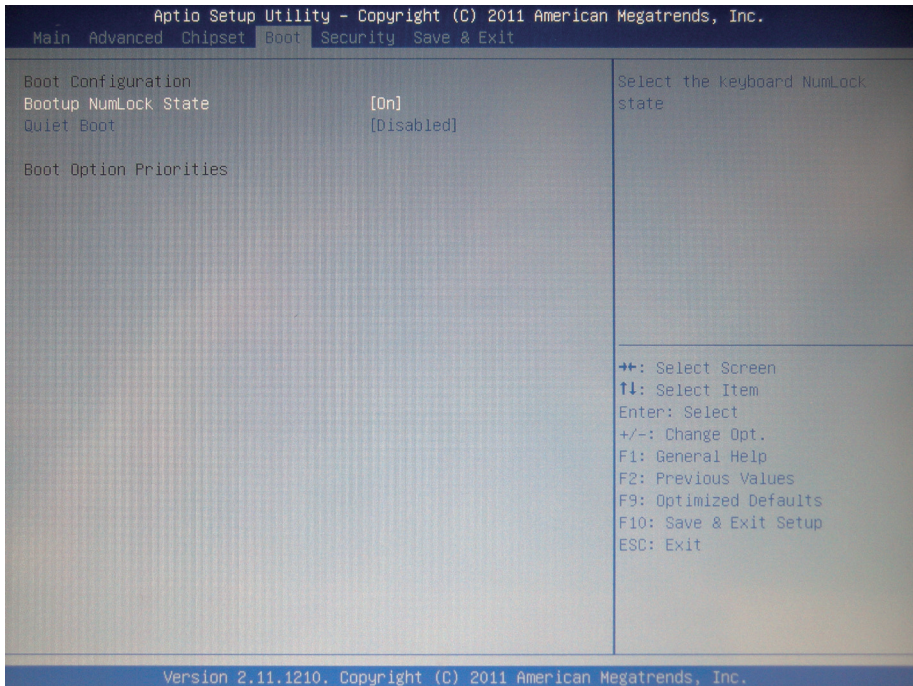 Aptio Setup Utility – Copyright (C) 2011 American Megatrends, Inc.
Main Advanced Chipset Boot Security Save & Exit
Boot Configuration
Bootup NumLock State [On]
Quiet Boot [Disabled]
Boot Option Priorities
Select the keyboard NumLock
state
→←: Select Screen
↑↓: Select Item
Enter: Select
+/-: Change Opt.
F1: General Help
F2: Previous Values
F9: Optimized Defaults
F10: Save & Exit Setup
ESC: Exit
Version 2.11.1210. Copyright (C) 2011 American Megatrends, Inc.